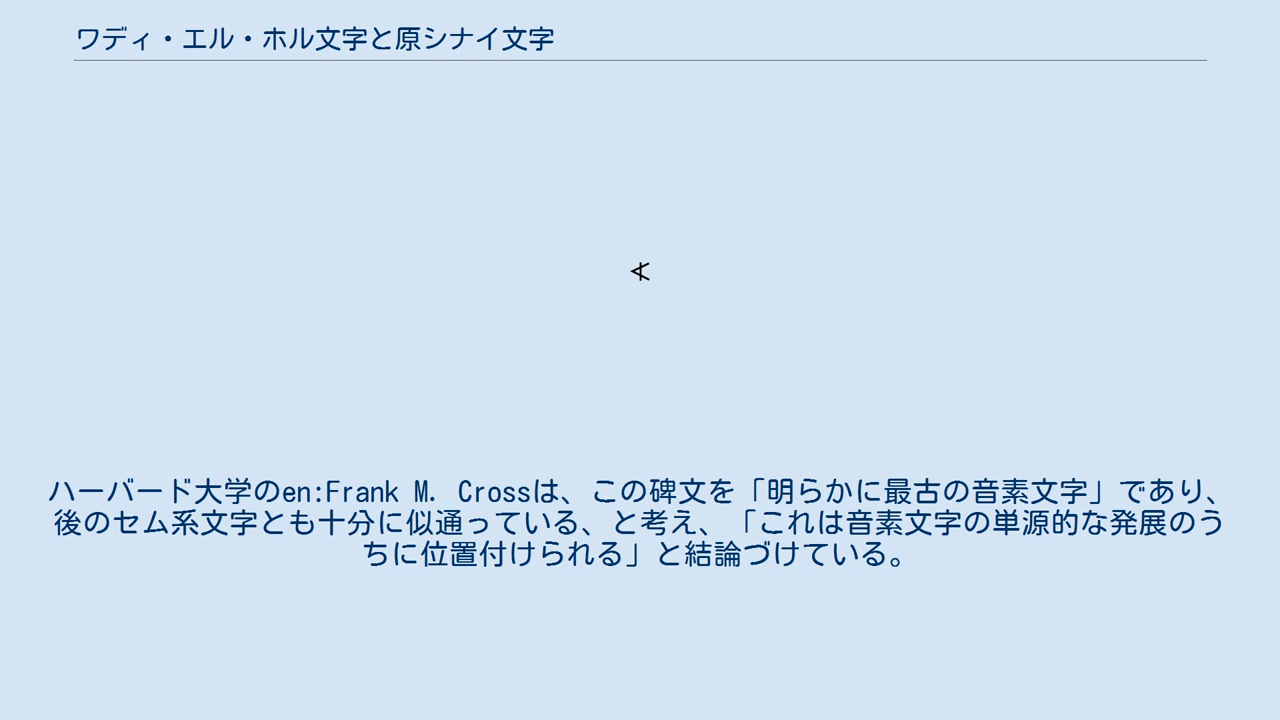 ワディ・エル・ホル文字と原シナイ文字
𐤀
ハーバード大学のen:Frank M. Crossは、この碑文を「明らかに最古の音素文字」であり、
後のセム系文字とも十分に似通っている、と考え、「これは音素文字の単源的な発展のう
ちに位置付けられる」と結論づけている。